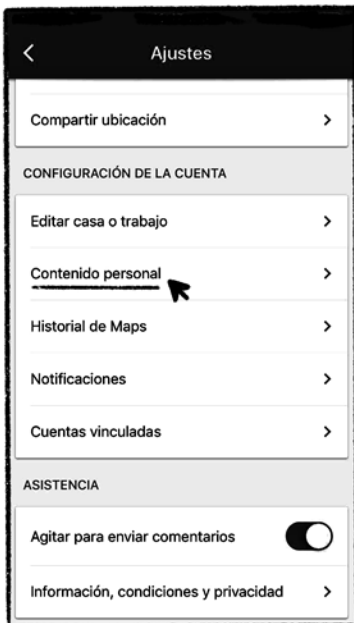 Ajustes
Compartir ubicación
CONFIGURACIÓN DE LA CUENTA
Editar casa o trabajo
Contenido personal
Historial de Maps
Notificaciones
Cuentas vinculadas
ASISTENCIA
Agitar para enviar comentarios
Información, condiciones y privacidad